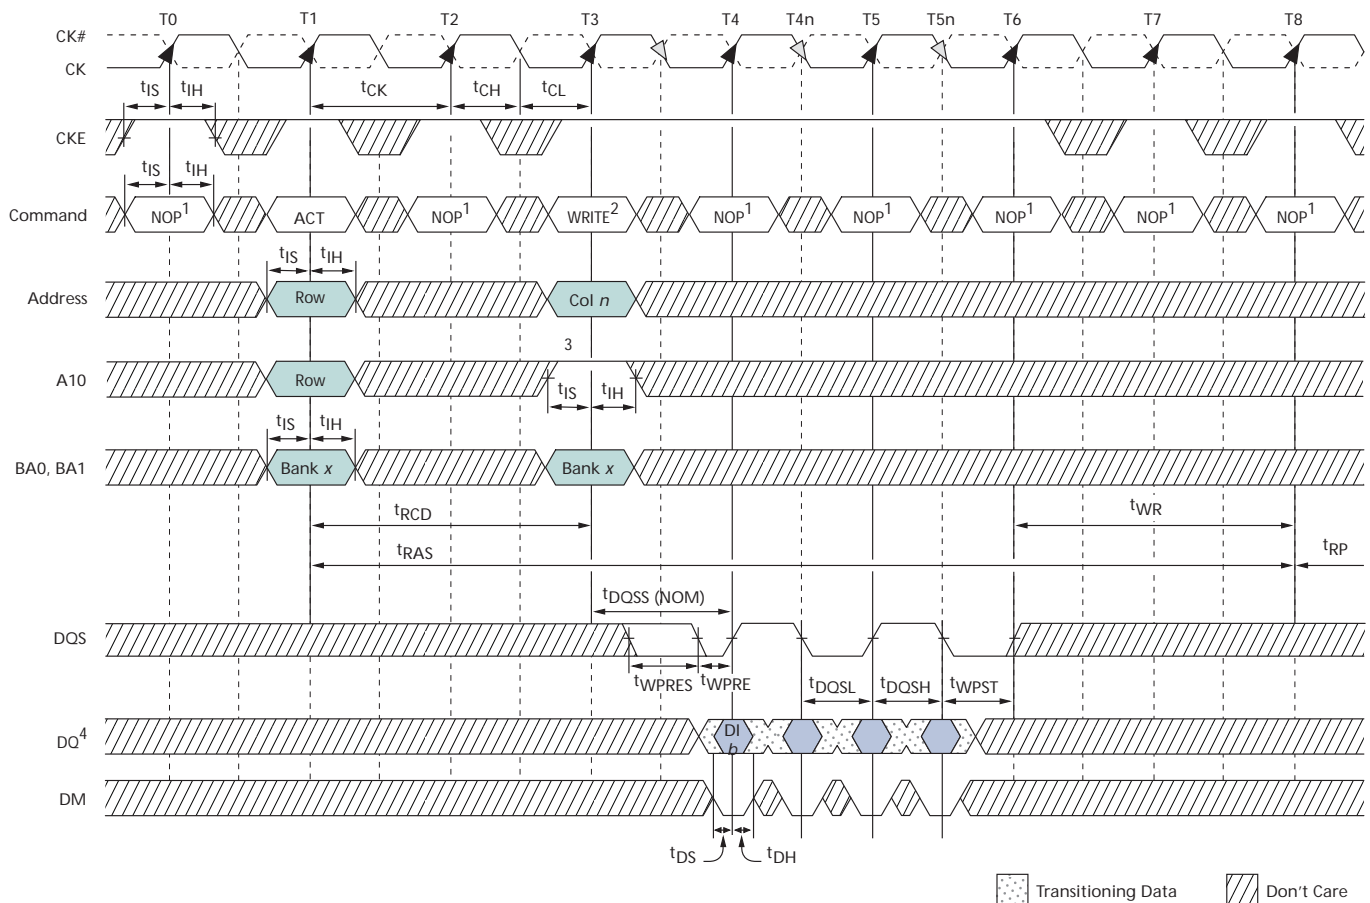 T0 T1 T2 T3 T4 T4n T5 T5n T6 T7 T8
CK#
CK
tIS tIH tCK tCH tCL
CKE
tIS tIH
Command NOP1 ACT NOP1 WRITE2 NOP1 NOP1 NOP1 NOP1 NOP1
tIS tIH
Address Row Col n
3
A10 Row
tIS tIH
tIS tIH
BA0, BA1 Bank x Bank x
tRCD tWR
tRAS tRP
tDQSS (NOM)
DQS
tWPRES tWPRE tDQSL tDQSH tWPST
DQ4 DI
b
DM
tDS tDH
Transitioning Data Don't Care